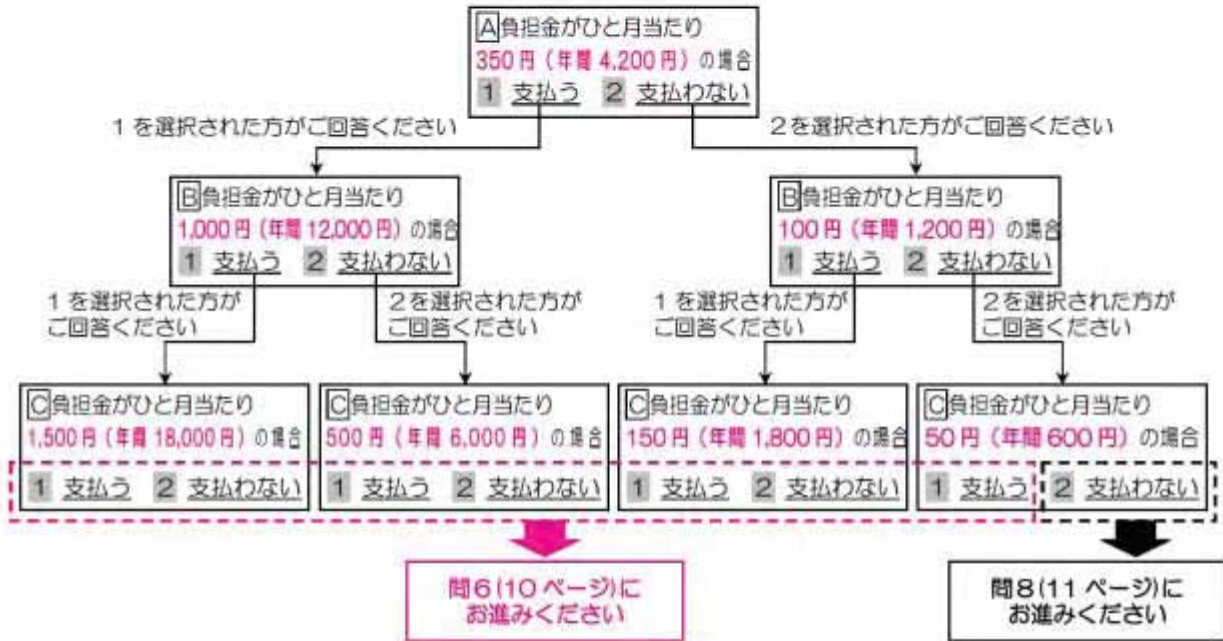 A負担金がひと月当たり
350円（年間 4,200円）の場合
1 支払う 2 支払わない
1 を選択された方がご回答ください
2を選択された方がご回答ください
B負担金がひと月当たり
1,000円（年間 12,000円）の場合
1 支払う 2 支払わない
B負担金がひと月当たり
100円（年間 1,200円）の場合
1 支払う 2 支払わない
1 を選択された方が
ご回答ください
2を選択された方が
ご回答ください
1 を選択された方が
ご回答ください
2を選択された方が
ご回答ください
C負担金がひと月当たり
1,500円（年間 18,000円）の場合
1 支払う 2 支払わない
C負担金がひと月当たり
500円（年間 6,000円）の場合
1 支払う 2 支払わない
C負担金がひと月当たり
150円（年間 1,800円）の場合
1 支払う 2 支払わない
C負担金がひと月当たり
50円（年間 600円）の場合
1 支払う 2 支払わない
問6(10 ページ)に
お進みください
問8(11 ページ)に
お進みください